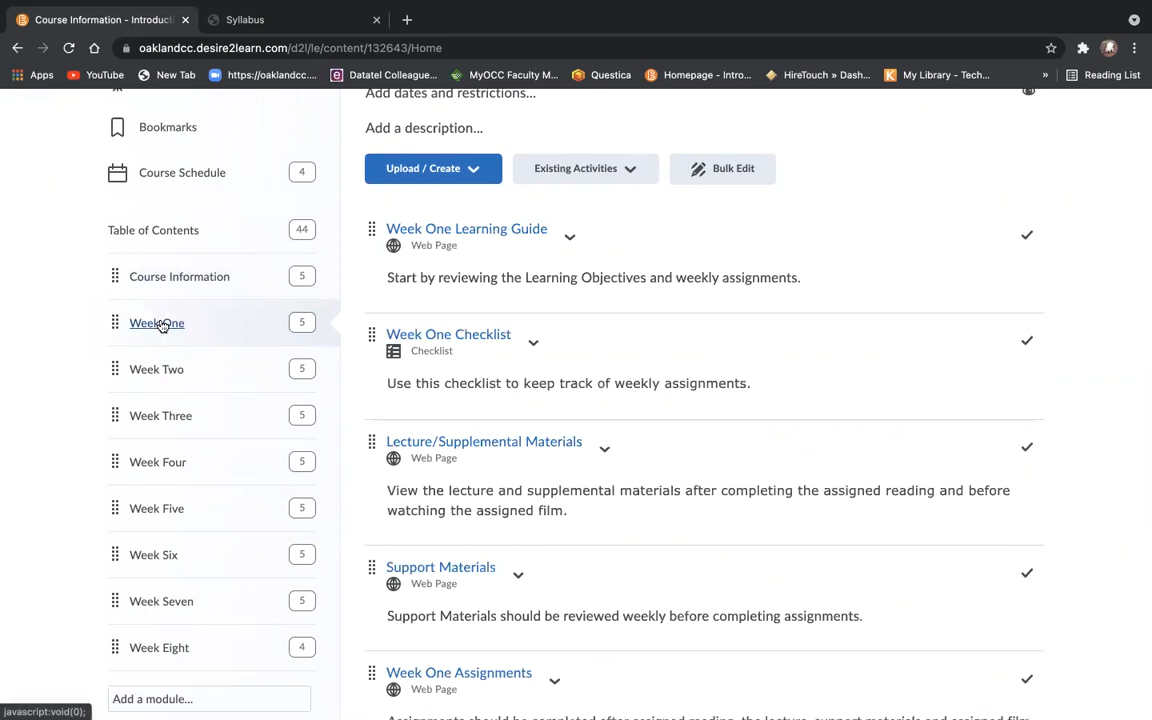 Course Information - Introducti
Syllabus
oaklandcc.desire2learn.com/d2l/le/content/132643/Home
Apps
YouTube
New Tab
https://oaklandcc....
Datatel Colleague...
MyOCC Faculty M...
Questica
Homepage - Intro...
HireTouch » Dash...
My Library - Tech...
»
Reading List
Add dates and restrictions...
Bookmarks
Add a description...
Course Schedule 4
Upload / Create
Existing Activities
Bulk Edit
Table of Contents 44
Course Information 5
Week One 5
Week Two 5
Week Three 5
Week Four 5
Week Five 5
Week Six 5
Week Seven 5
Week Eight 4
Add a module...
Week One Learning Guide
Web Page
Start by reviewing the Learning Objectives and weekly assignments.
Week One Checklist
Checklist
Use this checklist to keep track of weekly assignments.
Lecture/Supplemental Materials
Web Page
View the lecture and supplemental materials after completing the assigned reading and before
watching the assigned film.
Support Materials
Web Page
Support Materials should be reviewed weekly before completing assignments.
Week One Assignments
Web Page
Assignments should be completed after assigned reading, the lecture, support materials and assigned film
javascript:void(0);